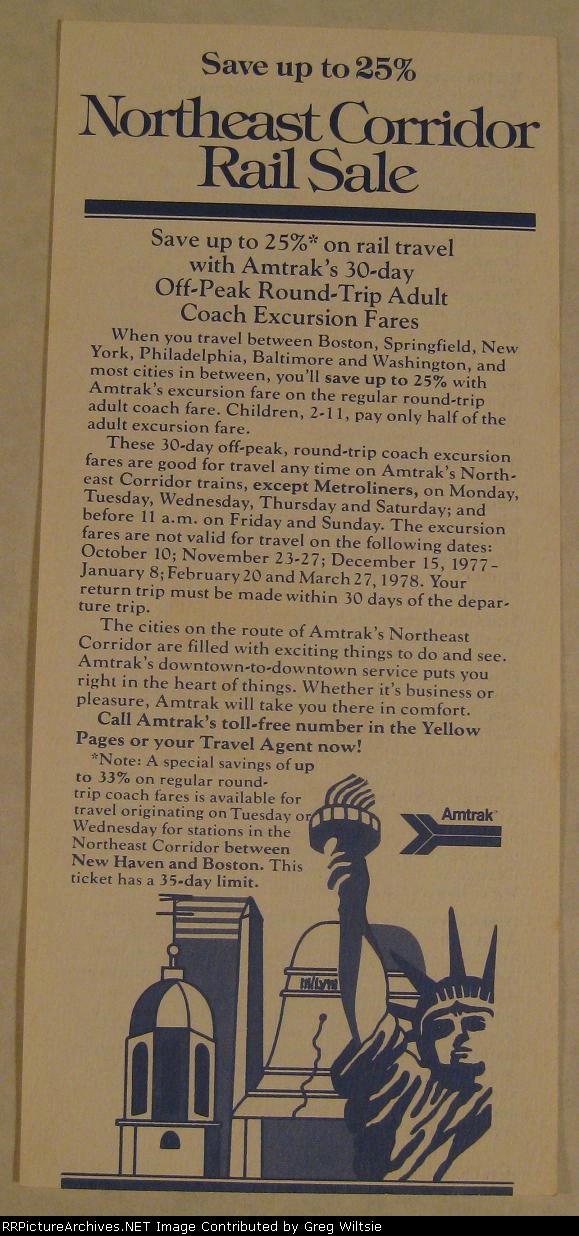 Save up to 25%
Northeast Corridor
Rail Sale
Save up to 25%* on rail travel
with Amtrak's 30-day
Off-Peak Round-Trip Adult
Coach Excursion Fares
When you travel between Boston, Springfield, New
York, Philadelphia, Baltimore and Washington, and
most cities in between, you'll save up to 25% with
Amtrak's excursion fare on the regular round-trip
adult coach fare. Children, 2-11, pay only half of the
adult excursion fare.
These 30-day off-peak, round-trip coach excursion
fares are good for travel any time on Amtrak's North-
east Corridor trains, except Metroliners, on Monday,
Tuesday, Wednesday, Thursday and Saturday; and
before 11 a.m. on Friday and Sunday. The excursion
fares are not valid for travel on the following dates:
October 10; November 23-27; December 15, 1977-
January 8; February 20 and March 27, 1978. Your
return trip must be made within 30 days of the depar-
ture trip.
The cities on the route of Amtrak's Northeast
Corridor are filled with exciting things to do and see.
Amtrak's downtown-to-downtown service puts you
right in the heart of things. Whether it's business or
pleasure, Amtrak will take you there in comfort.
Call Amtrak's toll-free number in the Yellow
Pages or your Travel Agent now!
*Note: A special savings of up
to 33% on regular round-
trip coach fares is available for
travel originating on Tuesday or
Wednesday for stations in the
Northeast Corridor between
New Haven and Boston. This
ticket has a 35-day limit.
Amtrak
RRPictureArchives.NET Image Contributed by Greg Wiltsie